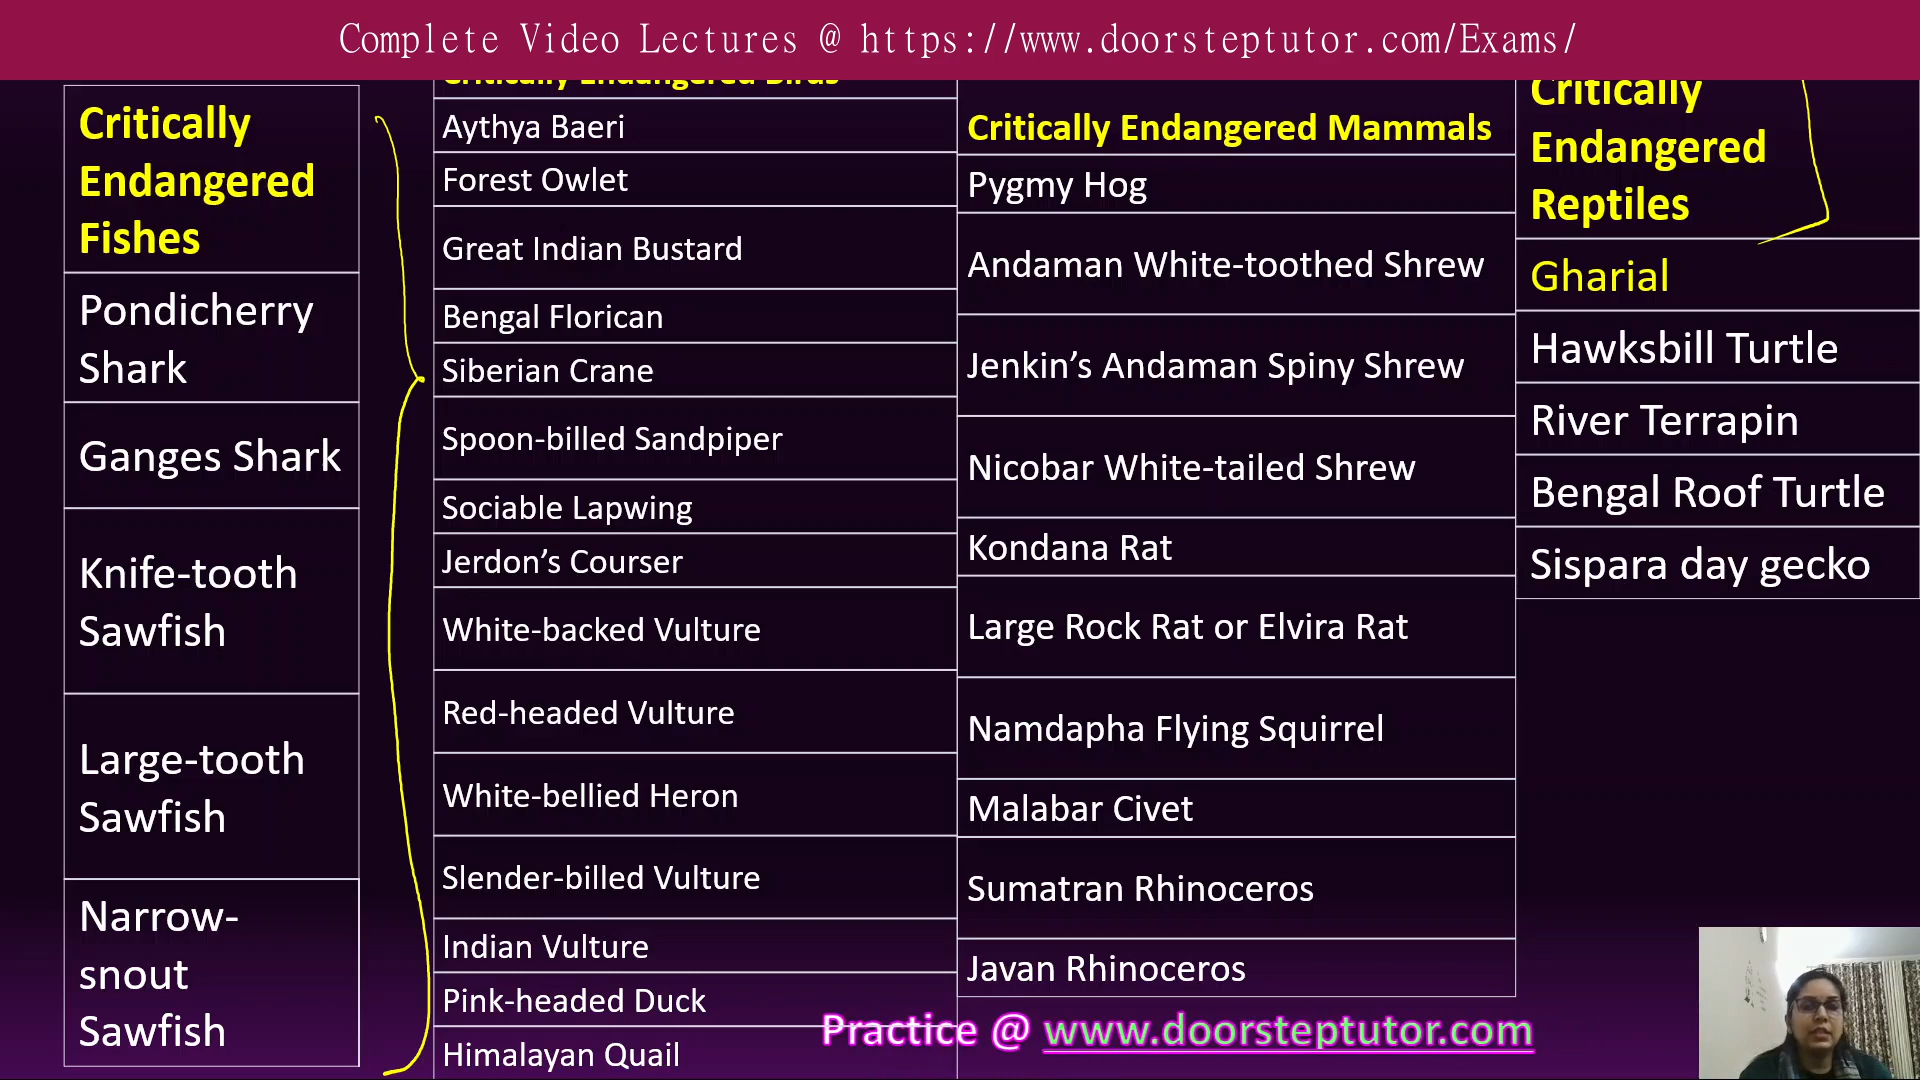 Complete Video Lectures @ https://www.doorsteptutor.com/Exams/
Critically
Endangered
Fishes
Pondicherry
Shark
Ganges Shark
Knife-tooth
Sawfish
Large-tooth
Sawfish
Narrow-
snout
Sawfish
Critically Endangered Birds
Aythya Baeri
Forest Owlet
Great Indian Bustard
Bengal Florican
Siberian Crane
Spoon-billed Sandpiper
Sociable Lapwing
Jerdon’s Courser
White-backed Vulture
Red-headed Vulture
White-bellied Heron
Slender-billed Vulture
Indian Vulture
Pink-headed Duck
Himalayan Quail
Critically Endangered Mammals
Pygmy Hog
Andaman White-toothed Shrew
Jenkin’s Andaman Spiny Shrew
Nicobar White-tailed Shrew
Kondana Rat
Large Rock Rat or Elvira Rat
Namdapha Flying Squirrel
Malabar Civet
Sumatran Rhinoceros
Javan Rhinoceros
Critically
Endangered
Reptiles
Gharial
Hawksbill Turtle
River Terrapin
Bengal Roof Turtle
Sispara day gecko
Practice @ www.doorsteptutor.com